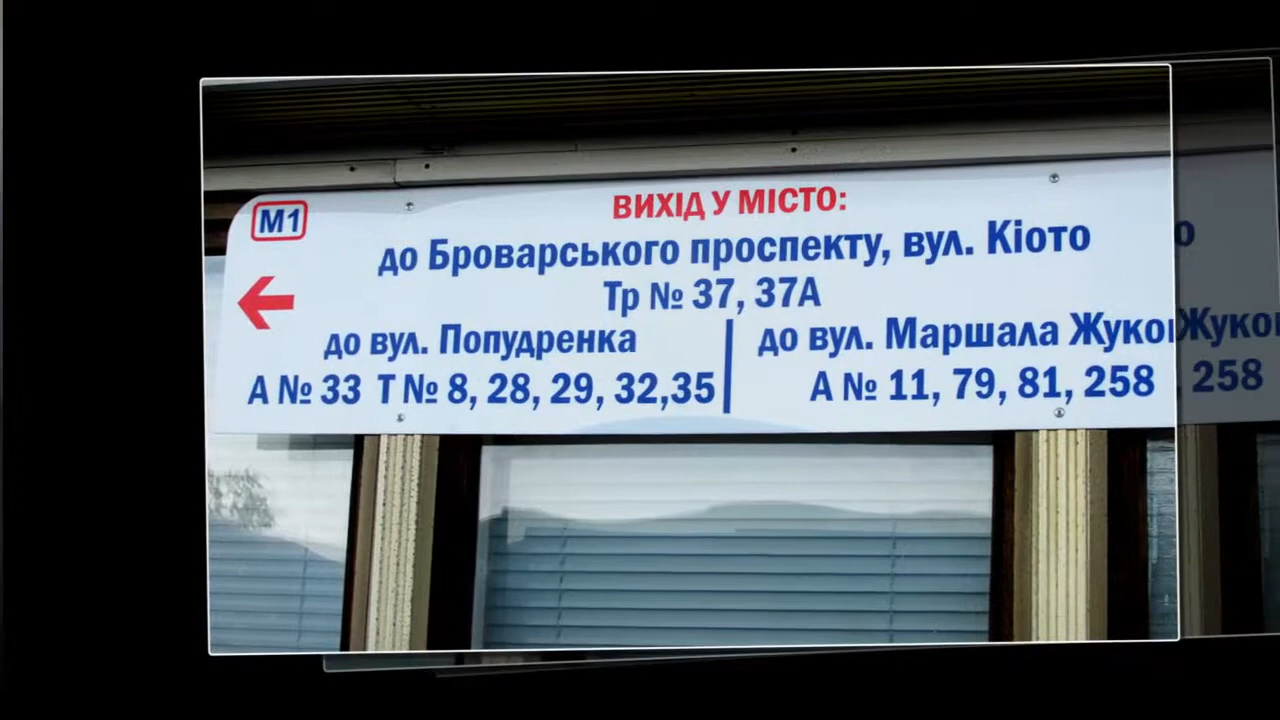 М1
ВИХІД У МІСТО:
до Броварського проспекту, вул. Кіото
Тр № 37, 37А
до вул. Попудренка
А № 33 Т № 8, 28, 29, 32,35
до вул. Маршала
А № 11, 79, 81, 258